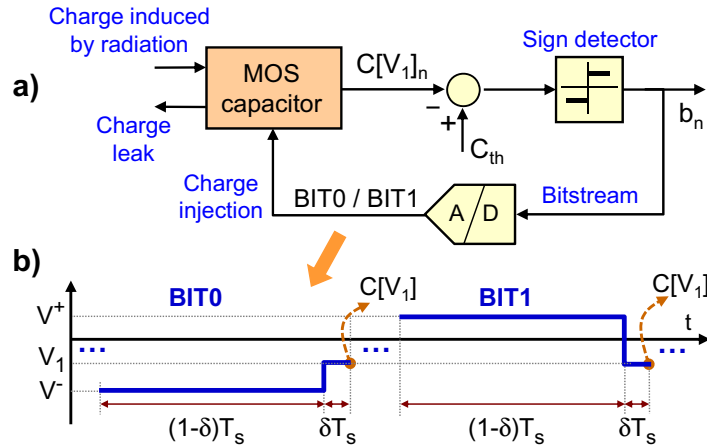 Charge induced
by radiation
a)
MOS
capacitor
C[V1]n
Sign detector
Charge
leak
Cth
bn
Charge
injection
BIT0 / BIT1
A/D
Bitstream
b)
BIT0
C[V1]
BIT1
C[V1]
V+
t
V1
...
...
...
V-
(1-δ)Ts
δTs
(1-δ)Ts
δTs